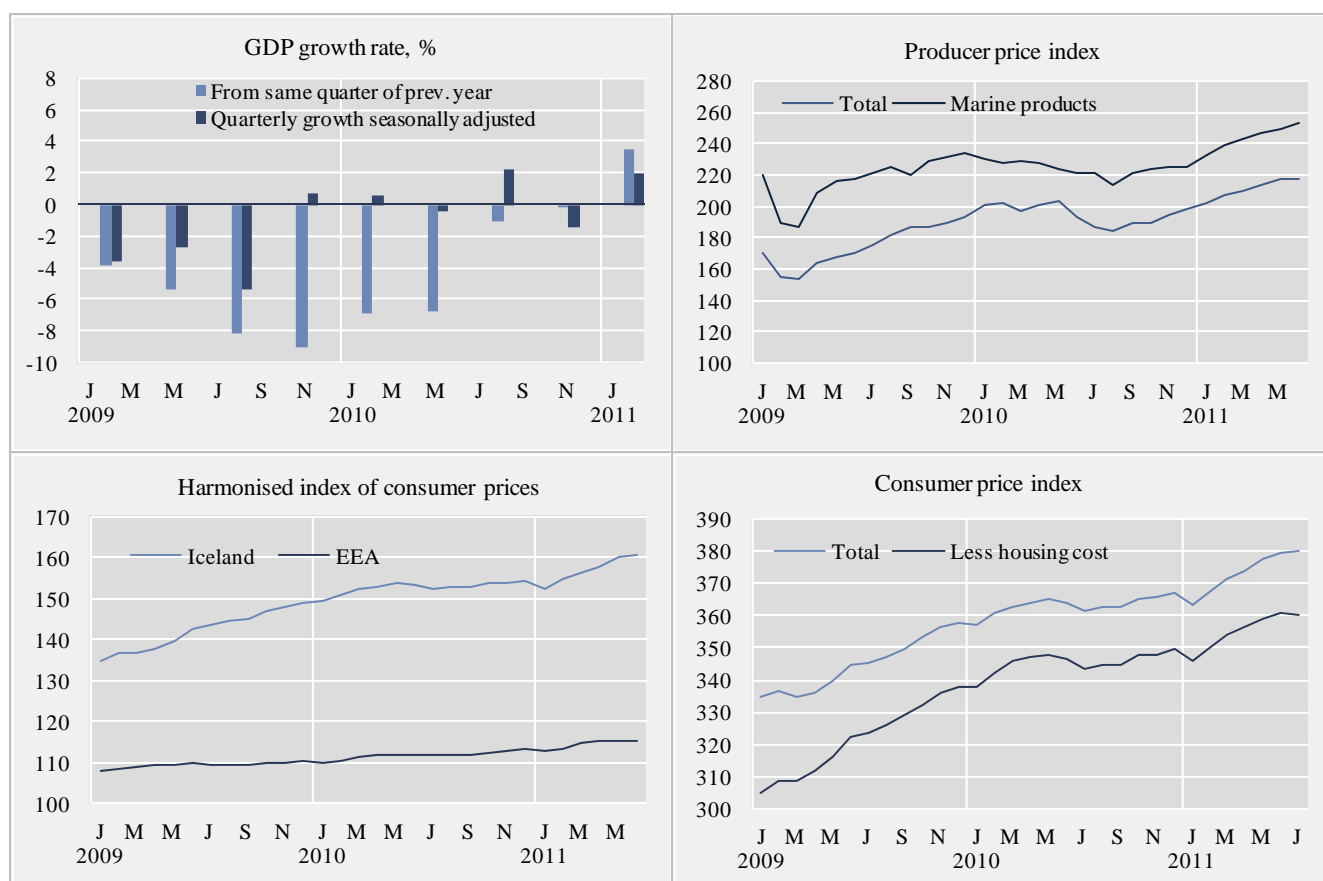 GDP growth rate, %
8
From same quarter of prev. year
6
Quarterly growth seasonally adjusted
4
2
0
-2
-4
-6
-8
-10
J M M J S N J M M J S N J
2009 2010 2011
Producer price index
280
Total Marine products
260
240
220
200
180
160
140
120
100
J M M J S N J M M J S N J M M
2009 2010 2011
Harmonised index of consumer prices
170
Iceland EEA
160
150
140
130
120
110
100
J M M J S N J M M J S N J M M
2009 2010 2011
Consumer price index
390
Total Less housing cost
380
370
360
350
340
330
320
310
300
J M M J S N J M M J S N J M M J
2009 2010 2011